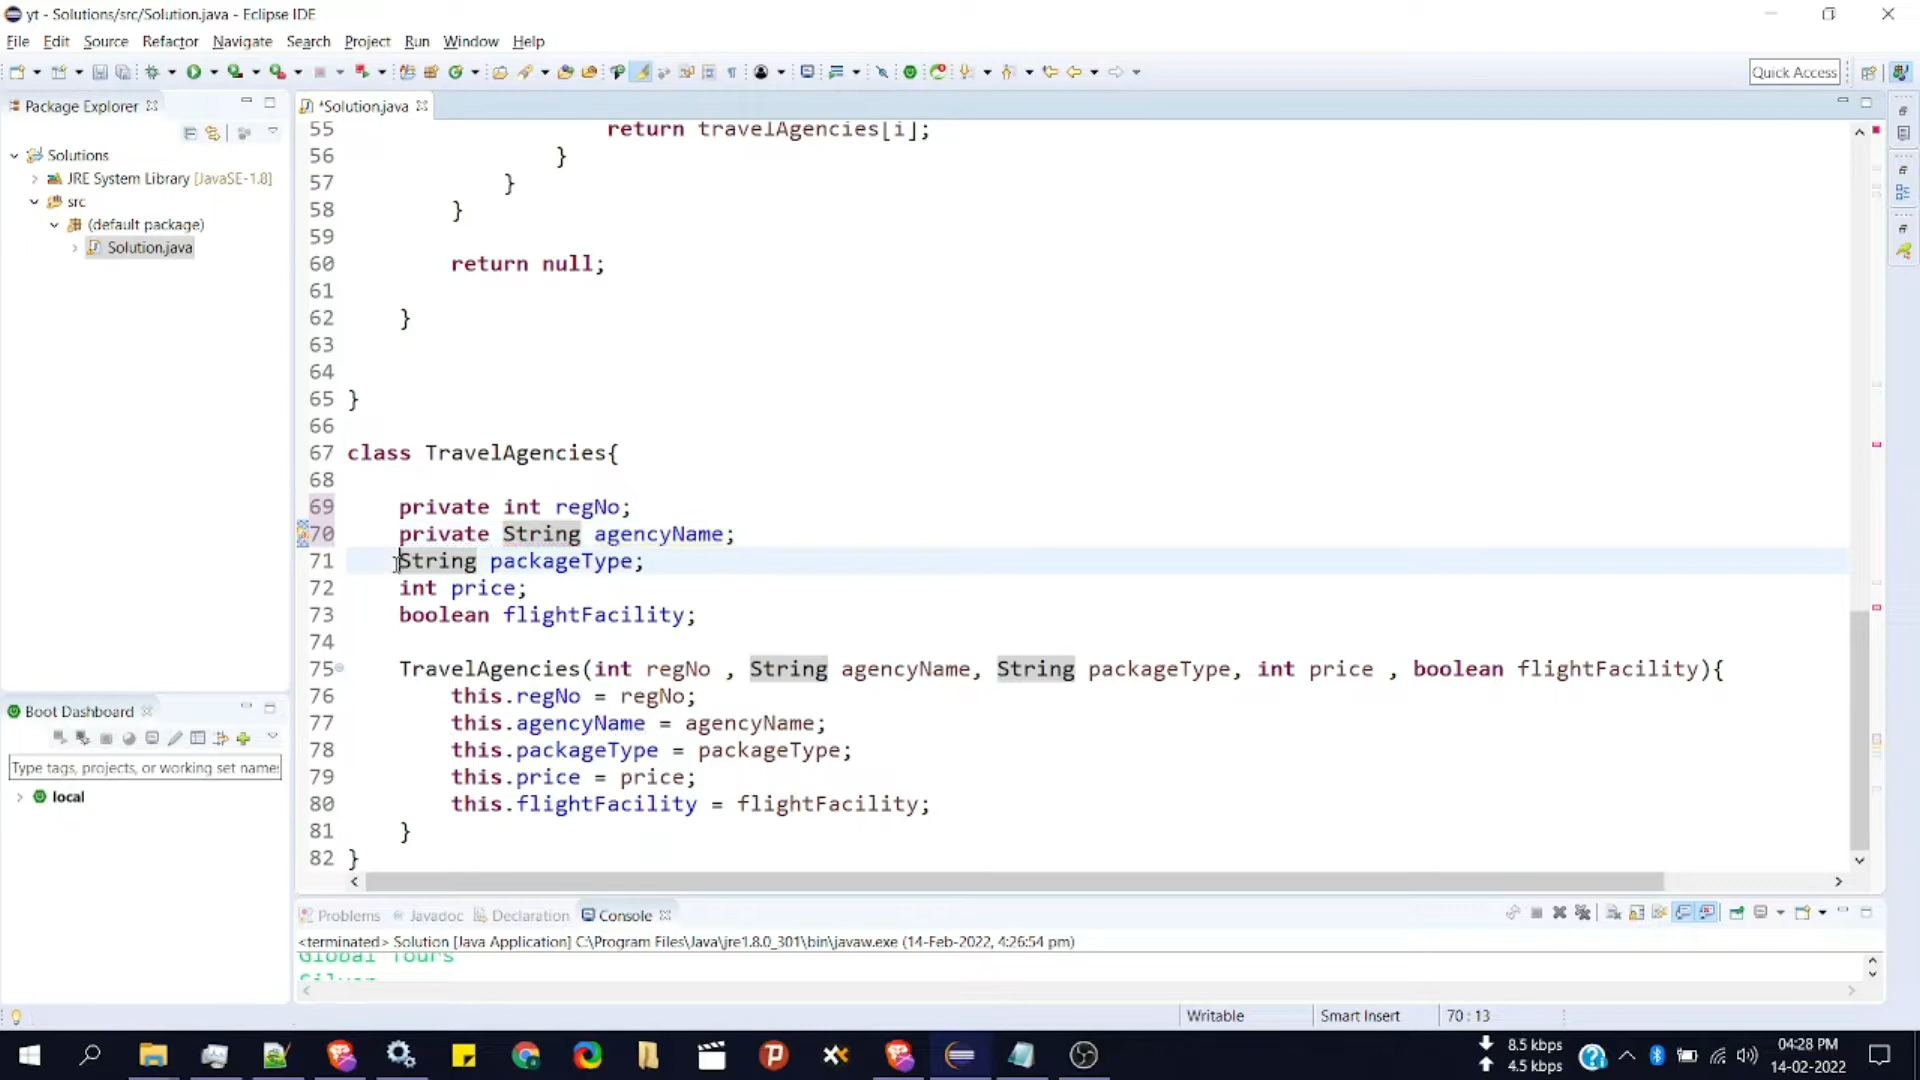 yt - Solutions/src/Solution.java - Eclipse IDE
File Edit Source Refactor Navigate Search Project Run Window Help
Quick Access
Package Explorer
*Solution.java
Solutions
JRE System Library [JavaSE-1.8]
src
(default package)
Solution.java
55 return travelAgencies[i];
56 }
57 }
58 }
59
60 return null;
61
62 }
63
64
65 }
66
67 class TravelAgencies{
68
69 private int regNo;
70 private String agencyName;
71 String packageType;
72 int price;
73 boolean flightFacility;
74
75 TravelAgencies(int regNo , String agencyName, String packageType, int price , boolean flightFacility){
76 this.regNo = regNo;
77 this.agencyName = agencyName;
78 this.packageType = packageType;
79 this.price = price;
80 this.flightFacility = flightFacility;
81 }
82 }
Boot Dashboard
Type tags, projects, or working set name:
local
Problems Javadoc Declaration Console
<terminated> Solution [Java Application] C:\Program Files\Java\jre1.8.0_301\bin\javaw.exe (14-Feb-2022, 4:26:54 pm)
Global Tours
Silver
Writable Smart Insert 70 : 13
8.5 kbps
4.5 kbps
04:28 PM
14-02-2022